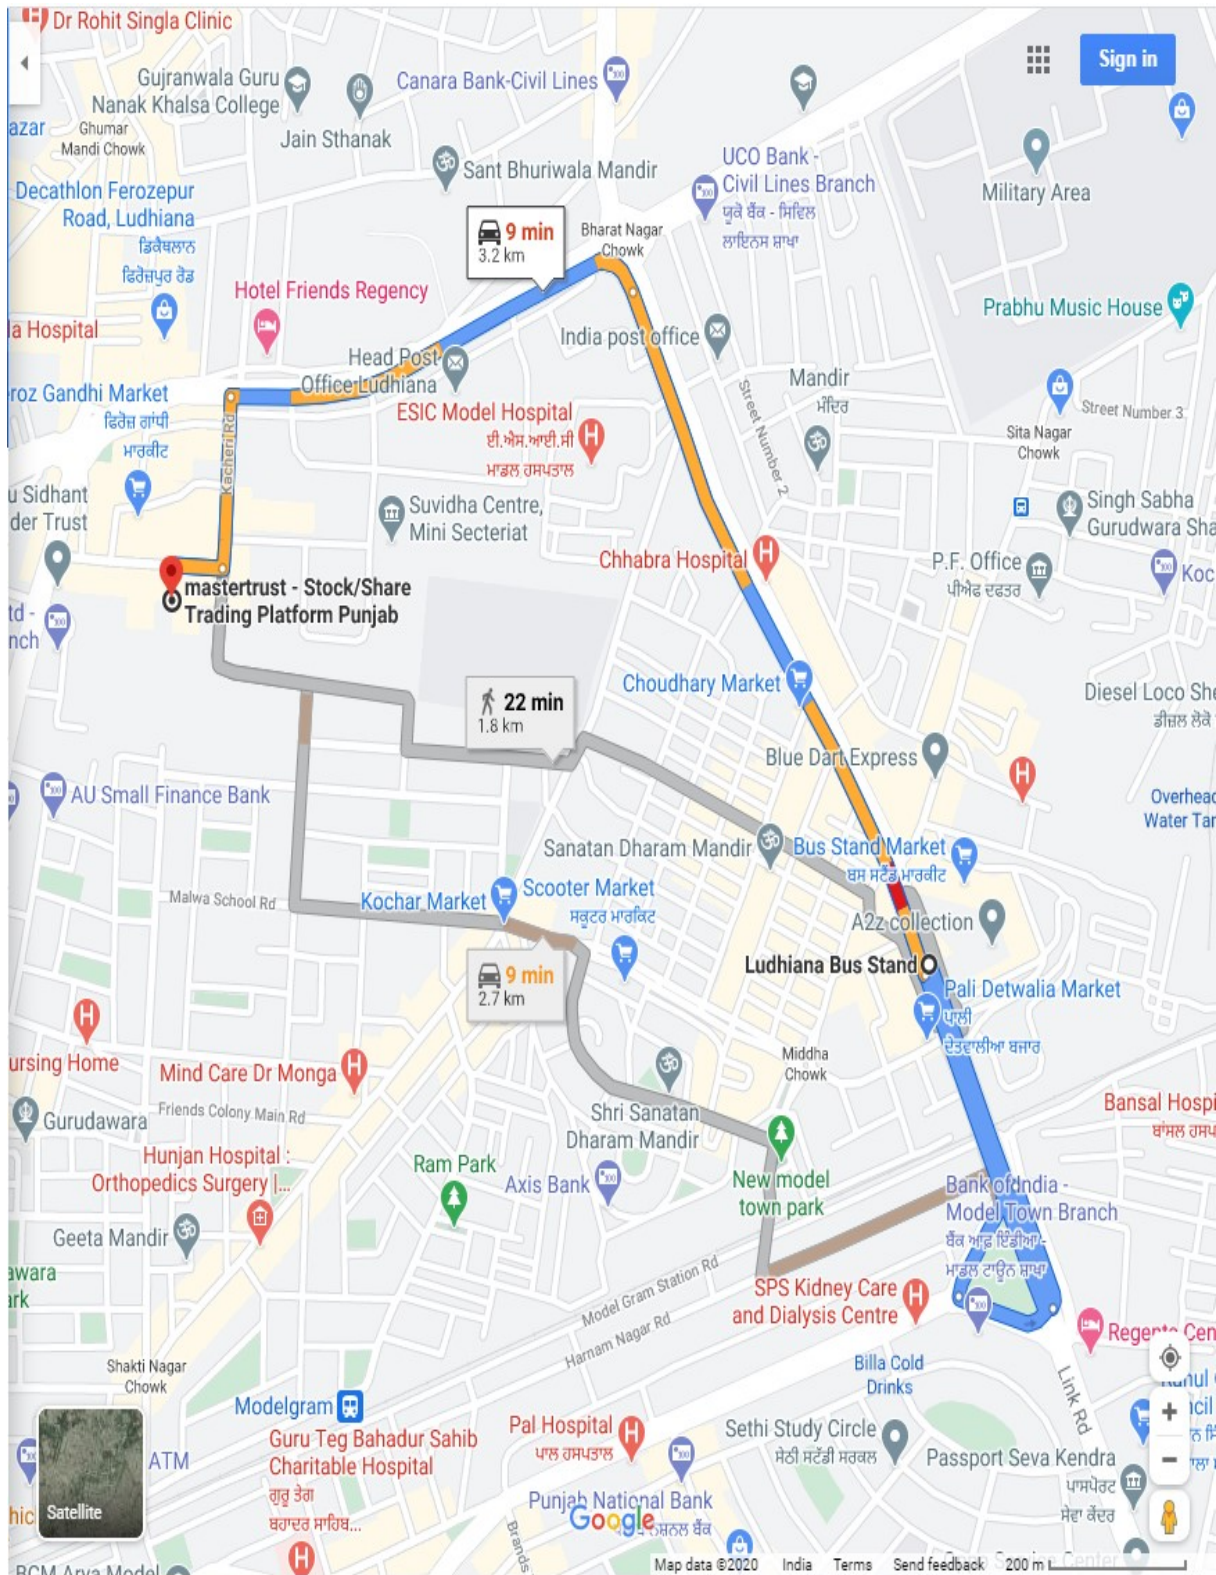 Dr Rohit Singla Clinic
Sign in
Gujranwala Guru
Nanak Khalsa College
Canara Bank-Civil Lines
azar
Ghumar
Mandi Chowk
Jain Sthanak
Sant Bhuriwala Mandir
UCO Bank -
Civil Lines Branch
ਯੂਕੋ ਬੈਂਕ - ਸਿਵਿਲ
ਲਾਇਨਸ ਸ਼ਾਖਾ
Military Area
Decathlon Ferozepur
Road, Ludhiana
ਡਿਕੈਥਲਾਨ
ਫਿਰੋਜ਼ਪੁਰ ਰੋਡ
9 min
3.2 km
Bharat Nagar
Chowk
Hotel Friends Regency
Prabhu Music House
la Hospital
India post office
Head Post
Office Ludhiana
Mandir
ਮੰਦਿਰ
eroz Gandhi Market
ਫਿਰੋਜ਼ ਗਾਂਧੀ
ਮਾਰਕੀਟ
Kacheri Rd
ESIC Model Hospital
ਈ.ਐਸ.ਆਈ.ਸੀ
ਮਾਡਲ ਹਸਪਤਾਲ
Street Number 2
Street Number 3
Sita Nagar
Chowk
u Sidhant
der Trust
Suvidha Centre,
Mini Secteriat
Singh Sabha
Gurudwara Sha
Chhabra Hospital
P.F. Office
ਪੀਐਫ ਦਫਤਰ
Koc
mastertrust - Stock/Share
Trading Platform Punjab
td -
nch
22 min
1.8 km
Choudhary Market
Diesel Loco She
ਡੀਜ਼ਲ ਲੋਕੋ
Blue Dart Express
AU Small Finance Bank
Overhead
Water Tan
Sanatan Dharam Mandir
Bus Stand Market
ਬਸ ਸਟੈਂਡ ਮਾਰਕੀਟ
Malwa School Rd
Kochar Market
Scooter Market
ਸਕੂਟਰ ਮਾਰਕਿਟ
A2z collection
Ludhiana Bus Stand
9 min
2.7 km
Pali Detwalia Market
ਪਾਲੀ
ਦੇਤਵਾਲੀਆ ਬਜਾਰ
ursing Home
Mind Care Dr Monga
Middha
Chowk
Gurudawara
Friends Colony Main Rd
Shri Sanatan
Dharam Mandir
Bansal Hospi
ਬਾਂਸਲ ਹਸਪ
Hunjan Hospital :
Orthopedics Surgery |...
Ram Park
Axis Bank
New model
town park
Bank of India -
Model Town Branch
ਬੈਂਕ ਆਫ਼ ਇੰਡੀਆ -
ਮਾਡਲ ਟਾਊਨ ਸ਼ਾਖਾ
Geeta Mandir
awara
ark
Model Gram Station Rd
Harnam Nagar Rd
SPS Kidney Care
and Dialysis Centre
Regenta Cen
Shakti Nagar
Chowk
Billa Cold
Drinks
Link Rd
Modelgram
Guru Teg Bahadur Sahib
Charitable Hospital
ਗੁਰੂ ਤੇਗ
ਬਹਾਦਰ ਸਾਹਿਬ...
Pal Hospital
ਪਾਲ ਹਸਪਤਾਲ
Sethi Study Circle
ਸੇਠੀ ਸਟੱਡੀ ਸਰਕਲ
Passport Seva Kendra
ਪਾਸਪੋਰਟ
ਸੇਵਾ ਕੇਂਦਰ
ATM
Satellite
Punjab National Bank
ਨੈਸ਼ਨਲ ਬੈਂਕ
Google
Brands
BCM Arya Model
Map data ©2020 India Terms Send feedback 200 m